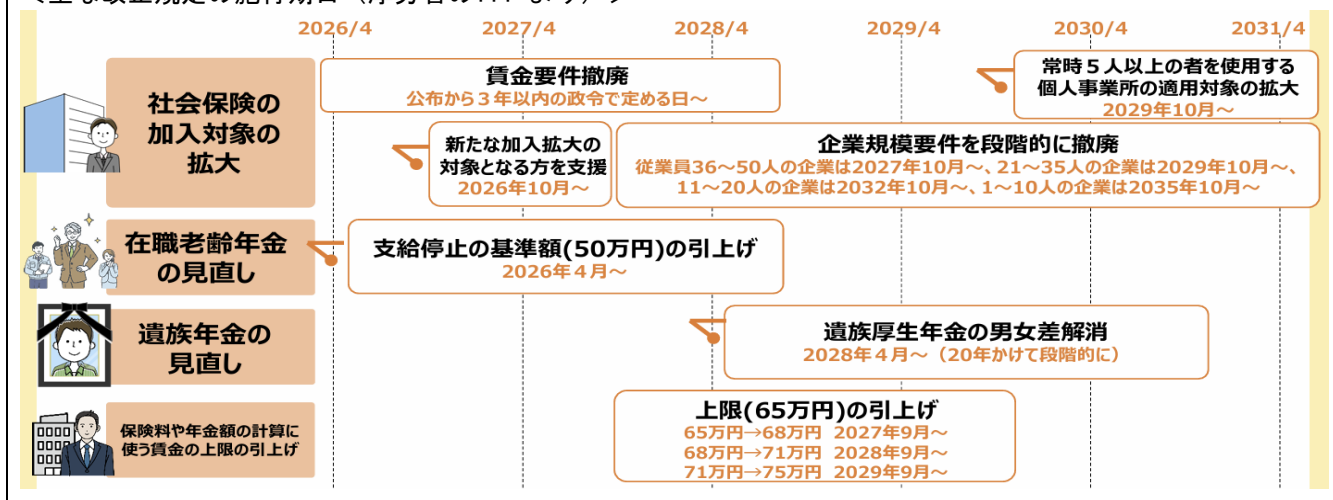 2026/4 2027/4 2028/4 2029/4 2030/4 2031/4
社会保険の
加入対象の
拡大
賃金要件撤廃
公布から3年以内の政令で定める日~
常時5人以上の者を使用する
個人事業所の適用対象の拡大
2029年10月~
新たな加入拡大の
対象となる方を支援
2026年10月~
企業規模要件を段階的に撤廃
従業員36~50人の企業は2027年10月~、21~35人の企業は2029年10月~、
11~20人の企業は2032年10月~、1~10人の企業は2035年10月~
在職老齢年金
の見直し
支給停止の基準額(50万円)の引上げ
2026年4月~
遺族年金の
見直し
遺族厚生年金の男女差解消
2028年4月~(20年かけて段階的に)
保険料や年金額の計算に
使う賃金の上限の引上げ
上限(65万円)の引上げ
65万円→68万円 2027年9月~
68万円→71万円 2028年9月~
71万円→75万円 2029年9月~